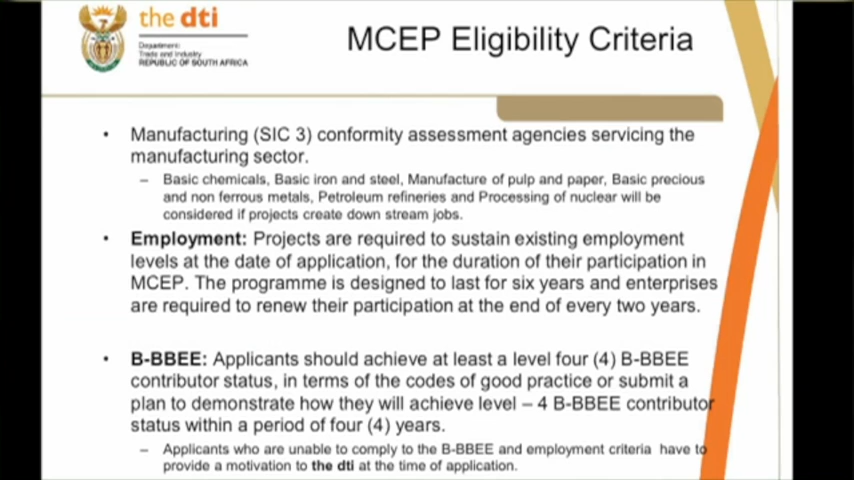 the dti
Department:
Trade and Industry
REPUBLIC OF SOUTH AFRICA
MCEP Eligibility Criteria
• Manufacturing (SIC 3) conformity assessment agencies servicing the
manufacturing sector.
– Basic chemicals, Basic iron and steel, Manufacture of pulp and paper, Basic precious
and non ferrous metals, Petroleum refineries and Processing of nuclear will be
considered if projects create down stream jobs.
• Employment: Projects are required to sustain existing employment
levels at the date of application, for the duration of their participation in
MCEP. The programme is designed to last for six years and enterprises
are required to renew their participation at the end of every two years.
• B-BBEE: Applicants should achieve at least a level four (4) B-BBEE
contributor status, in terms of the codes of good practice or submit a
plan to demonstrate how they will achieve level – 4 B-BBEE contributor
status within a period of four (4) years.
– Applicants who are unable to comply to the B-BBEE and employment criteria have to
provide a motivation to the dti at the time of application.